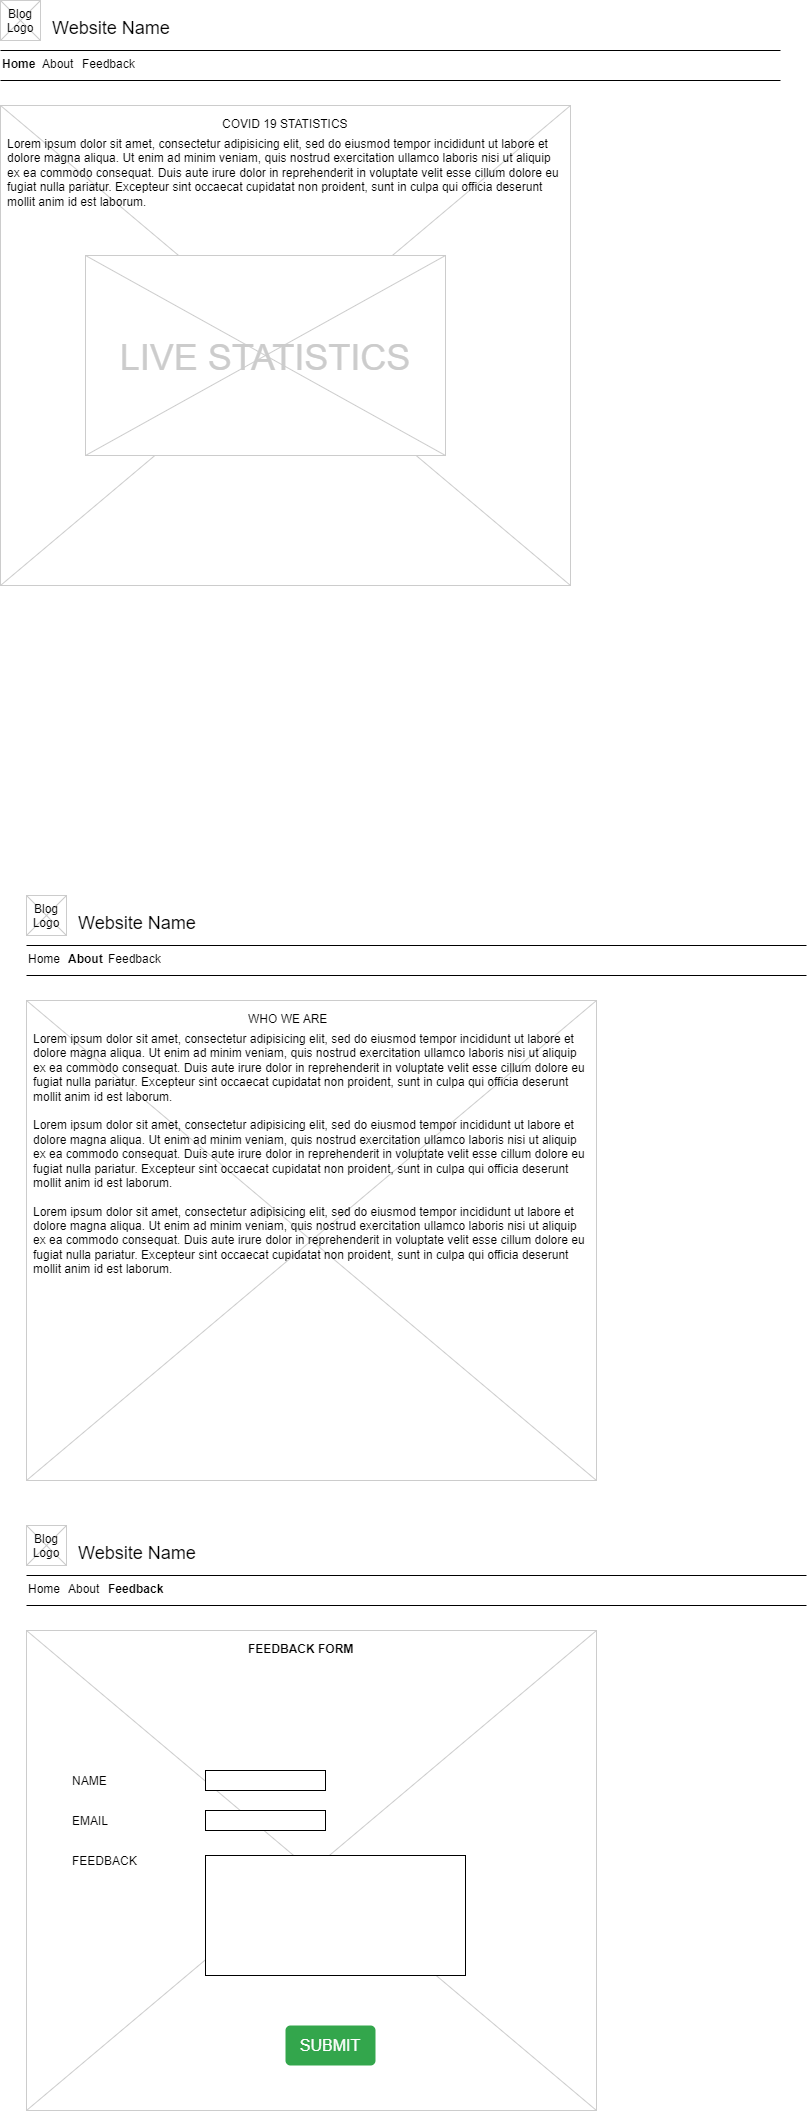 Blog
Logo
Website Name
Home About Feedback
COVID 19 STATISTICS
Lorem ipsum dolor sit amet, consectetur adipisicing elit, sed do eiusmod tempor incididunt ut labore et
dolore magna aliqua. Ut enim ad minim veniam, quis nostrud exercitation ullamco laboris nisi ut aliquip
ex ea commodo consequat. Duis aute irure dolor in reprehenderit in voluptate velit esse cillum dolore eu
fugiat nulla pariatur. Excepteur sint occaecat cupidatat non proident, sunt in culpa qui officia deserunt
mollit anim id est laborum.
LIVE STATISTICS
Blog
Logo
Website Name
Home About Feedback
WHO WE ARE
Lorem ipsum dolor sit amet, consectetur adipisicing elit, sed do eiusmod tempor incididunt ut labore et
dolore magna aliqua. Ut enim ad minim veniam, quis nostrud exercitation ullamco laboris nisi ut aliquip
ex ea commodo consequat. Duis aute irure dolor in reprehenderit in voluptate velit esse cillum dolore eu
fugiat nulla pariatur. Excepteur sint occaecat cupidatat non proident, sunt in culpa qui officia deserunt
mollit anim id est laborum.
Lorem ipsum dolor sit amet, consectetur adipisicing elit, sed do eiusmod tempor incididunt ut labore et
dolore magna aliqua. Ut enim ad minim veniam, quis nostrud exercitation ullamco laboris nisi ut aliquip
ex ea commodo consequat. Duis aute irure dolor in reprehenderit in voluptate velit esse cillum dolore eu
fugiat nulla pariatur. Excepteur sint occaecat cupidatat non proident, sunt in culpa qui officia deserunt
mollit anim id est laborum.
Lorem ipsum dolor sit amet, consectetur adipisicing elit, sed do eiusmod tempor incididunt ut labore et
dolore magna aliqua. Ut enim ad minim veniam, quis nostrud exercitation ullamco laboris nisi ut aliquip
ex ea commodo consequat. Duis aute irure dolor in reprehenderit in voluptate velit esse cillum dolore eu
fugiat nulla pariatur. Excepteur sint occaecat cupidatat non proident, sunt in culpa qui officia deserunt
mollit anim id est laborum.
Blog
Logo
Website Name
Home About Feedback
FEEDBACK FORM
NAME
EMAIL
FEEDBACK
SUBMIT